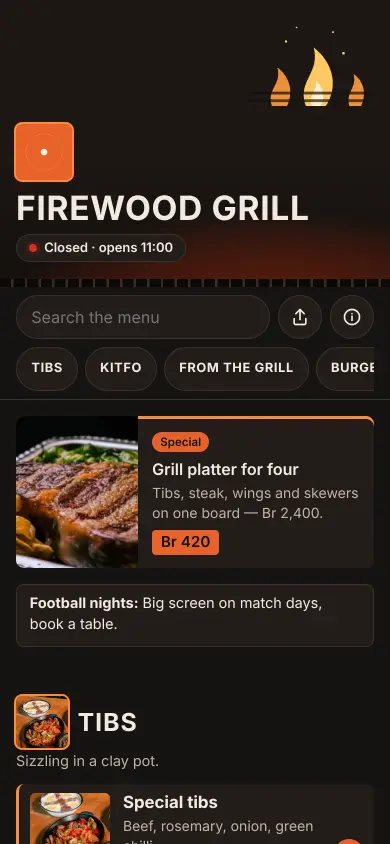 FIREWOOD GRILL
Closed · opens 11:00
Search the menu
TIBS
KITFO
FROM THE GRILL
BURGE
Special
Grill platter for four
Tibs, steak, wings and skewers
on one board — Br 2,400.
Br 420
Football nights: Big screen on match days,
book a table.
TIBS
Sizzling in a clay pot.
Special tibs
Beef, rosemary, onion, green